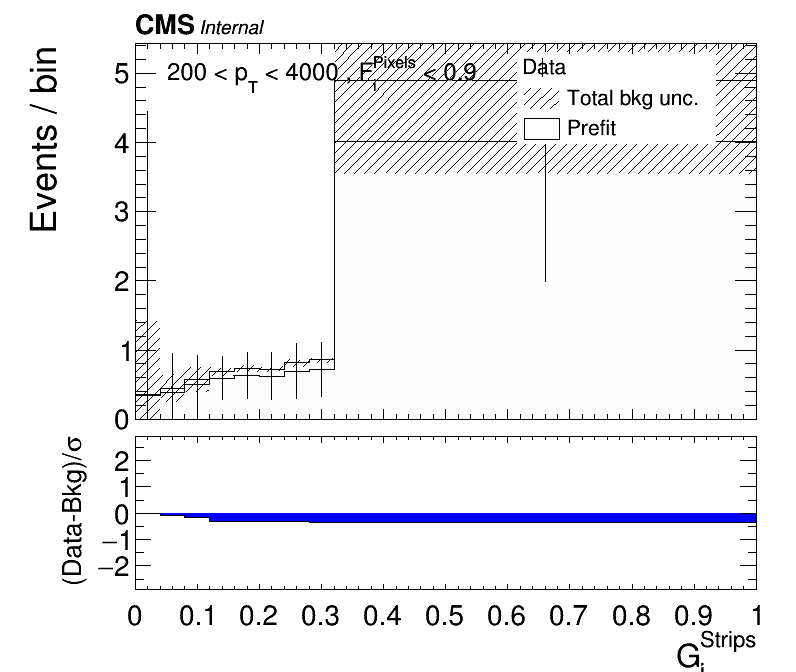 CMS Internal
Events / bin
5
4
3
2
1
0
200 < p_T < 4000 , F_i^Pixels < 0.9
Data
Total bkg unc.
Prefit
(Data-Bkg)/σ
2
1
0
−1
−2
0 0.1 0.2 0.3 0.4 0.5 0.6 0.7 0.8 0.9 1
G_i^Strips